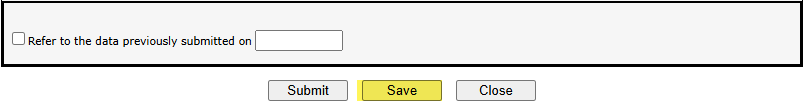 Refer to the data previously submitted on
Submit Save Close